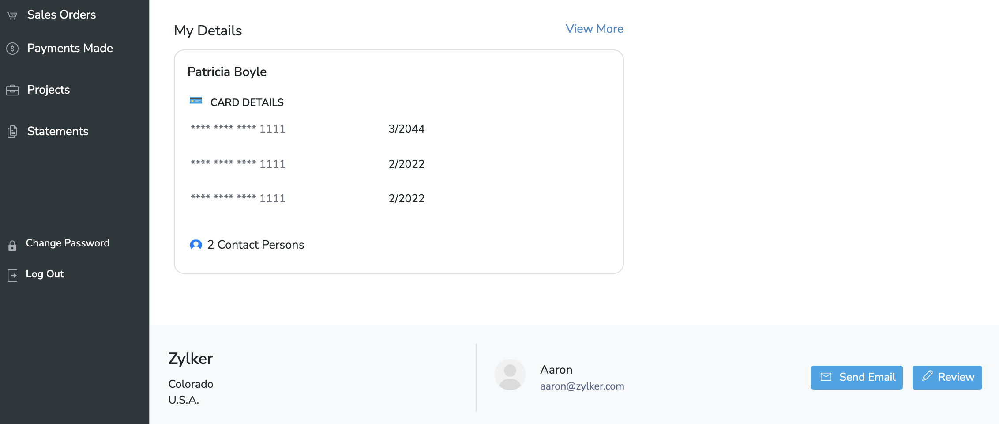 Sales Orders
Payments Made
Projects
Statements
Change Password
Log Out
My Details
View More
Patricia Boyle
CARD DETAILS
**** **** **** 1111 3/2044
**** **** **** 1111 2/2022
**** **** **** 1111 2/2022
2 Contact Persons
Zylker
Colorado
U.S.A.
Aaron
aaron@zylker.com
Send Email
Review